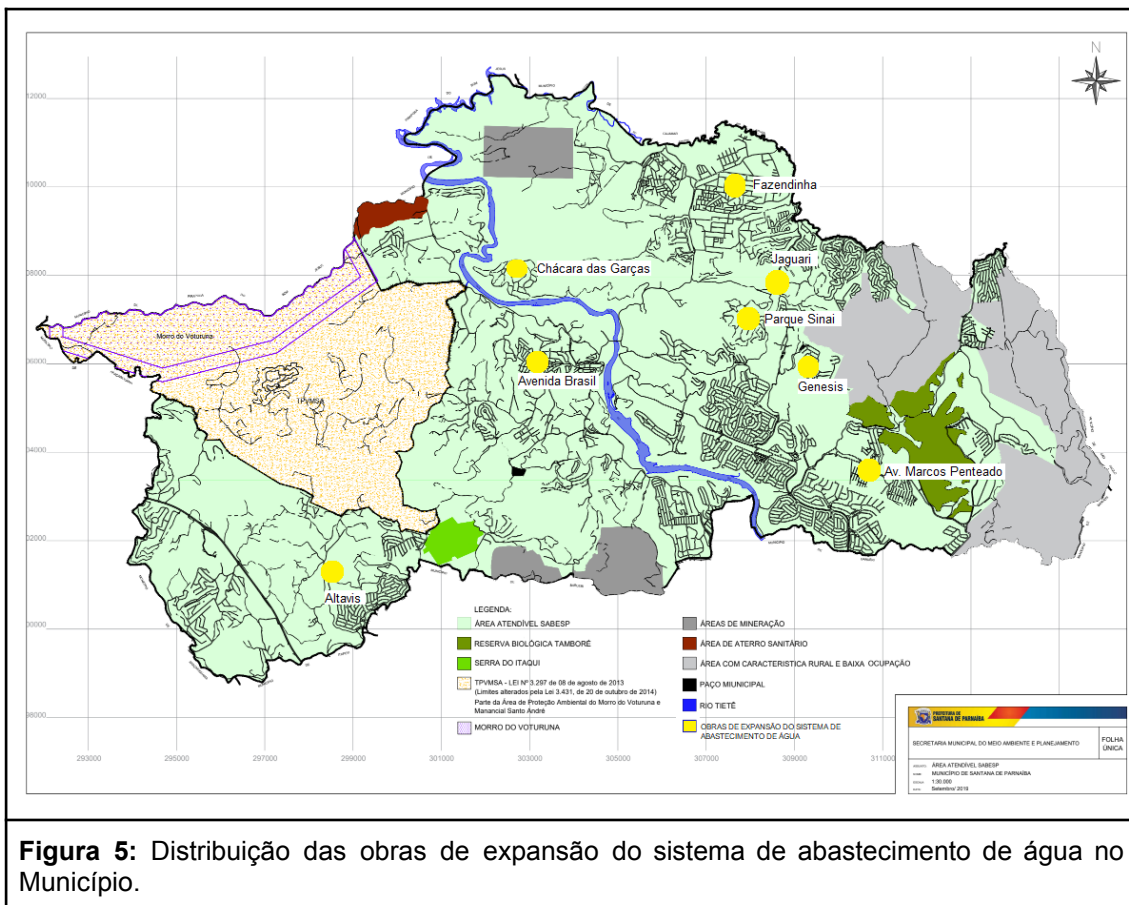 N
12000
10000
Fazendinha
Chácara das Garças
Jaguari
38000
Parque Sinai
Morro do Voturuna
36000
Avenida Brasil
Genesis
TPVMSA
34000
Av. Marcos Penteado
32000
Altavis
LEGENDA:
ÁREA ATENDÍVEL SABESP
RESERVA BIOLÓGICA TAMBORÉ
SERRA DO ITAQUI
TPVMSA - LEI Nº 3.297 de 08 de agosto de 2013
(Limites alterados pela Lei 3.431, de 20 de outubro de 2014)
Parte da Área de Proteção Ambiental do Morro do Voturuna e
Manancial Santo André
MORRO DO VOTURUNA
ÁREAS DE MINERAÇÃO
ÁREA DE ATERRO SANITÁRIO
ÁREA COM CARACTERISTICA RURAL E BAIXA OCUPAÇÃO
PAÇO MIUNICIPAL
RIO TIETÊ
OBRAS DE EXPANSÃO DO SISTEMA DE
ABASTECIMENTO DE ÁGUA
30000
98000
293000 295000 297000 299000 301000 303000 305000 307000 309000 311000
PREFEITURA DE
SANTANA DE PARNAÍBA
SECRETARIA MUNICIPAL DO MEIO AMBIENTE E PLANEJAMENTO
FOLHA
ÚNICA
ÁREA ATENDÍVEL SABESP
MUNICÍPIO DE SANTANA DE PARNAÍBA
1:30.000
Setembro/ 2019
Figura 5: Distribuição das obras de expansão do sistema de abastecimento de água no
Município.